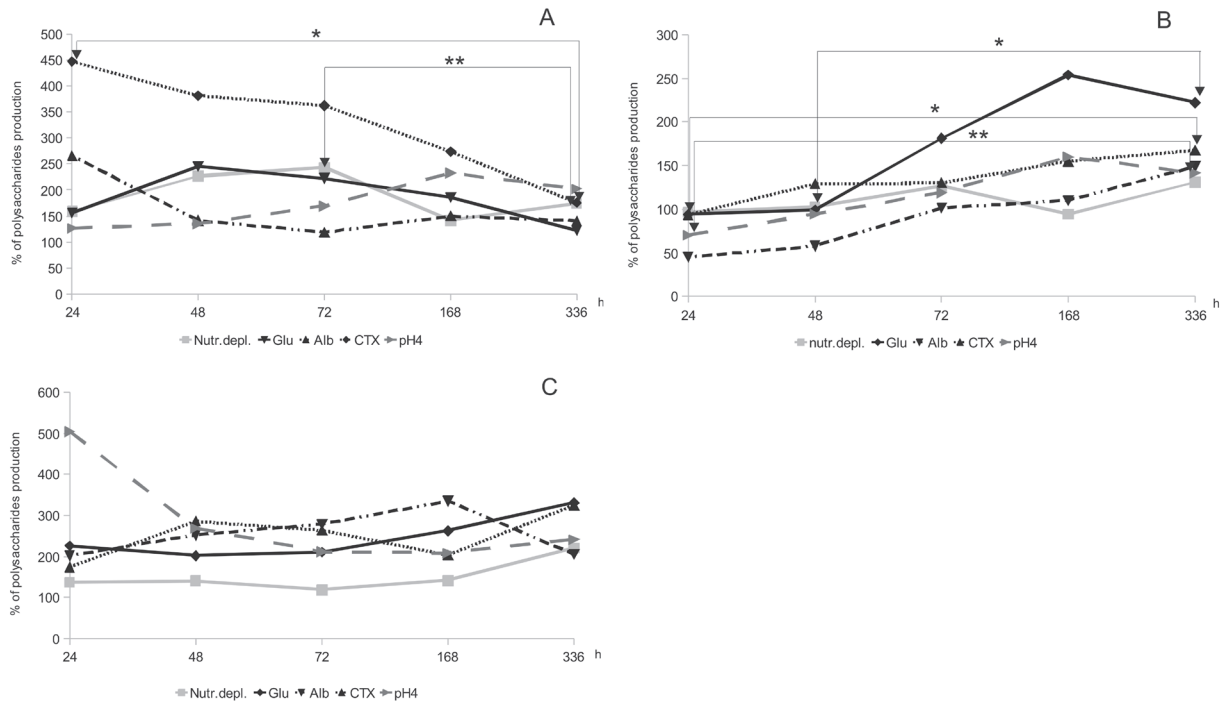 A
% of polysaccharides production
500
450
400
350
300
250
200
150
100
50
0
*
**
24 48 72 168 336 h
Nutr.depl. Glu Alb CTX pH4
B
% of polysaccharides production
300
250
200
150
100
50
0
*
*
**
24 48 72 168 336 h
nutr.depl. Glu Alb CTX pH4
C
% of polysaccharides production
600
500
400
300
200
100
0
24 48 72 168 336 h
Nutr.depl. Glu Alb CTX pH4